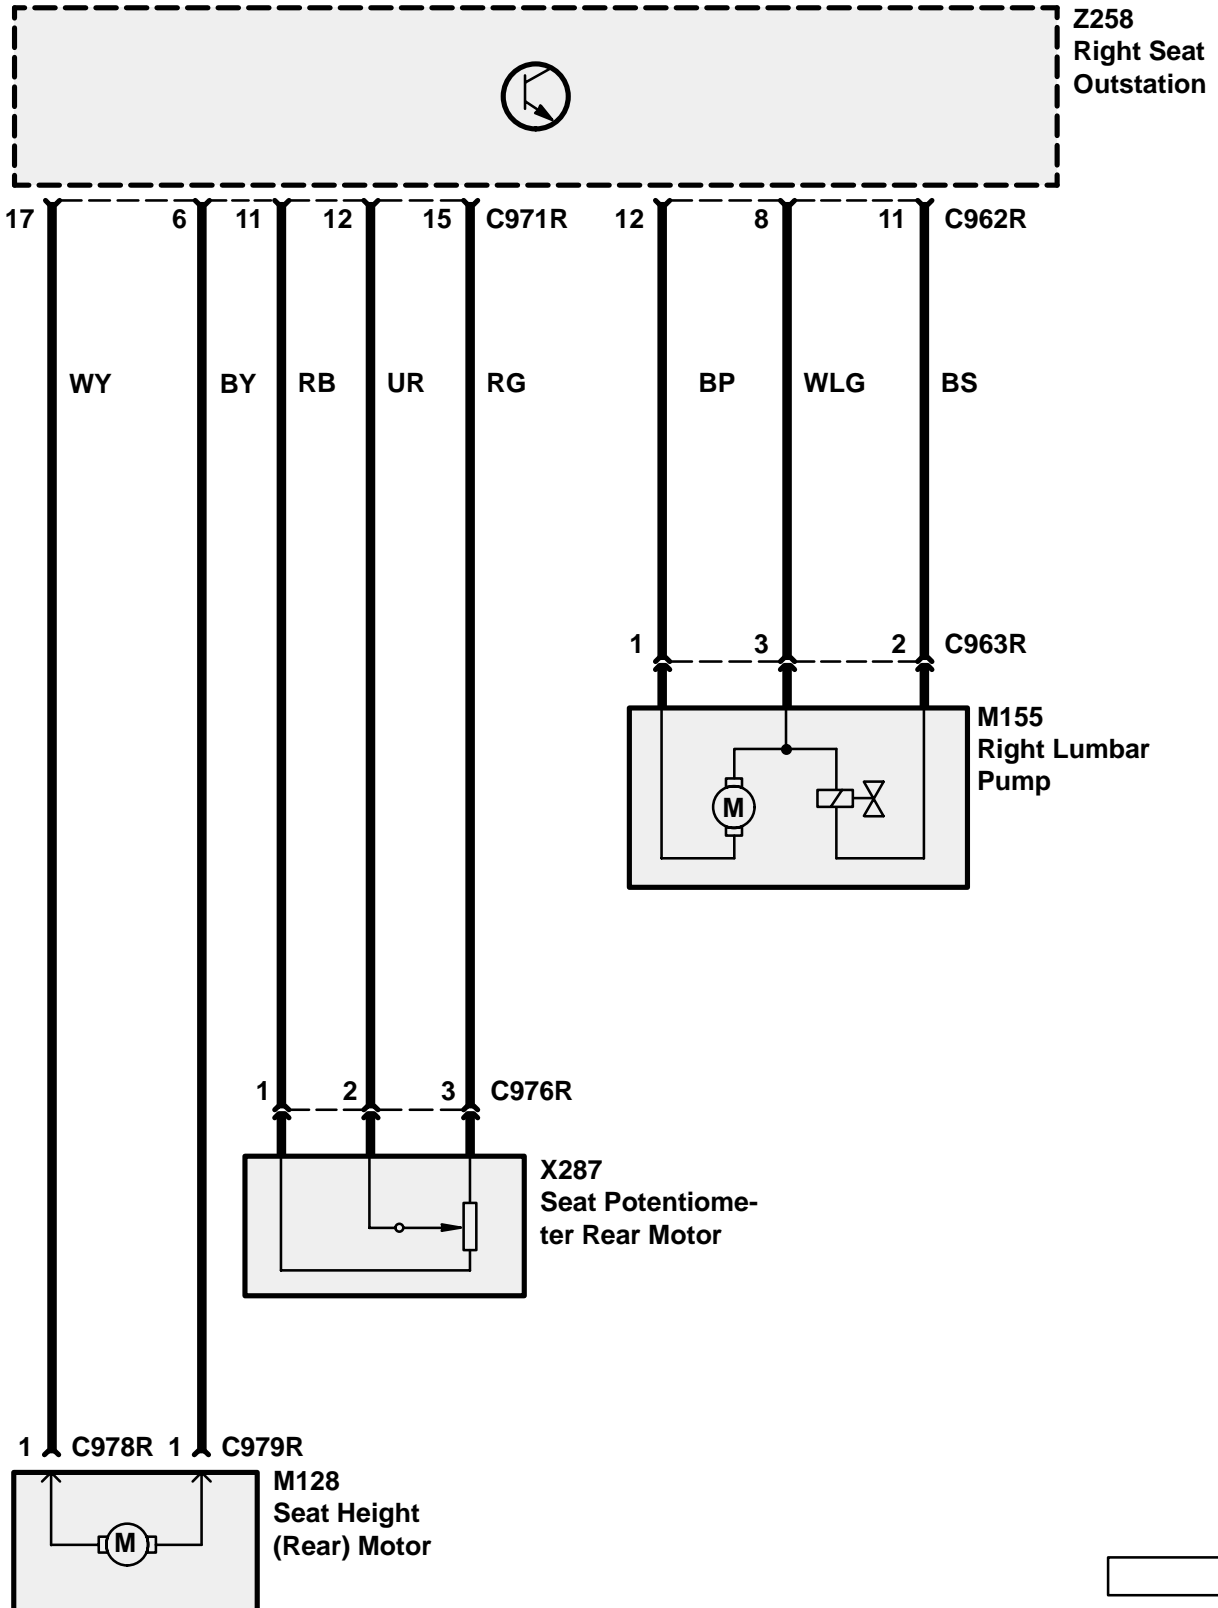 Z258
Right Seat
Outstation
17 6 11 12 15 C971R 12 8 11 C962R
WY BY RB UR RG BP WLG BS
1 3 2 C963R
M155
Right Lumbar
Pump
M
1 2 3 C976R
X287
Seat Potentiome-
ter Rear Motor
1 C978R 1 C979R
M128
Seat Height
(Rear) Motor
M